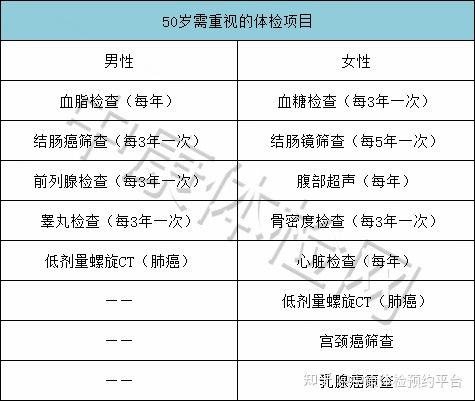 50岁需重视的体检项目
男性 女性
血脂检查（每年） 血糖检查（每3年一次）
结肠癌筛查（每3年一次） 结肠镜筛查（每5年一次）
前列腺检查（每3年一次） 腹部超声（每年）
睾丸检查（每3年一次） 骨密度检查（每3年一次）
低剂量螺旋CT（肺癌） 心脏检查（每年）
—— 低剂量螺旋CT（肺癌）
—— 宫颈癌筛查
—— 乳腺癌筛查
中康体检网